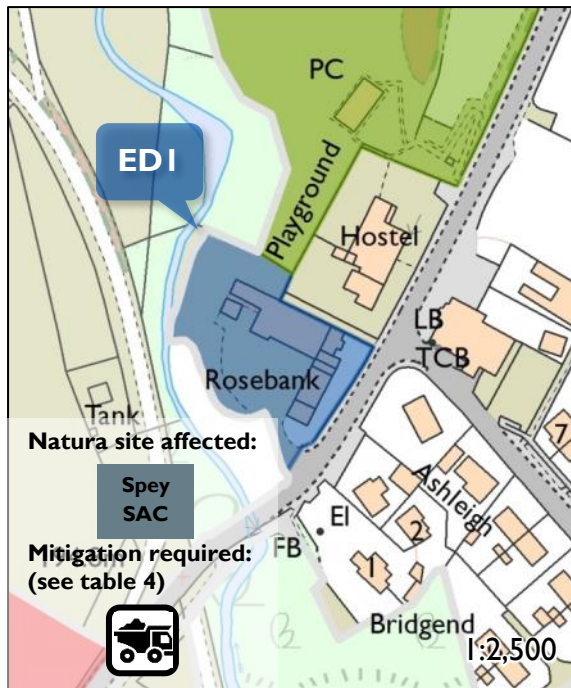 PC
ED1
Playground
Hostel
LB
TCB
Rosebank
Tank
7
Ashleigh
Natura site affected:
Spey
SAC
El
2
FB
1
Mitigation required:
(see table 4)
Bridgend
1:2,500